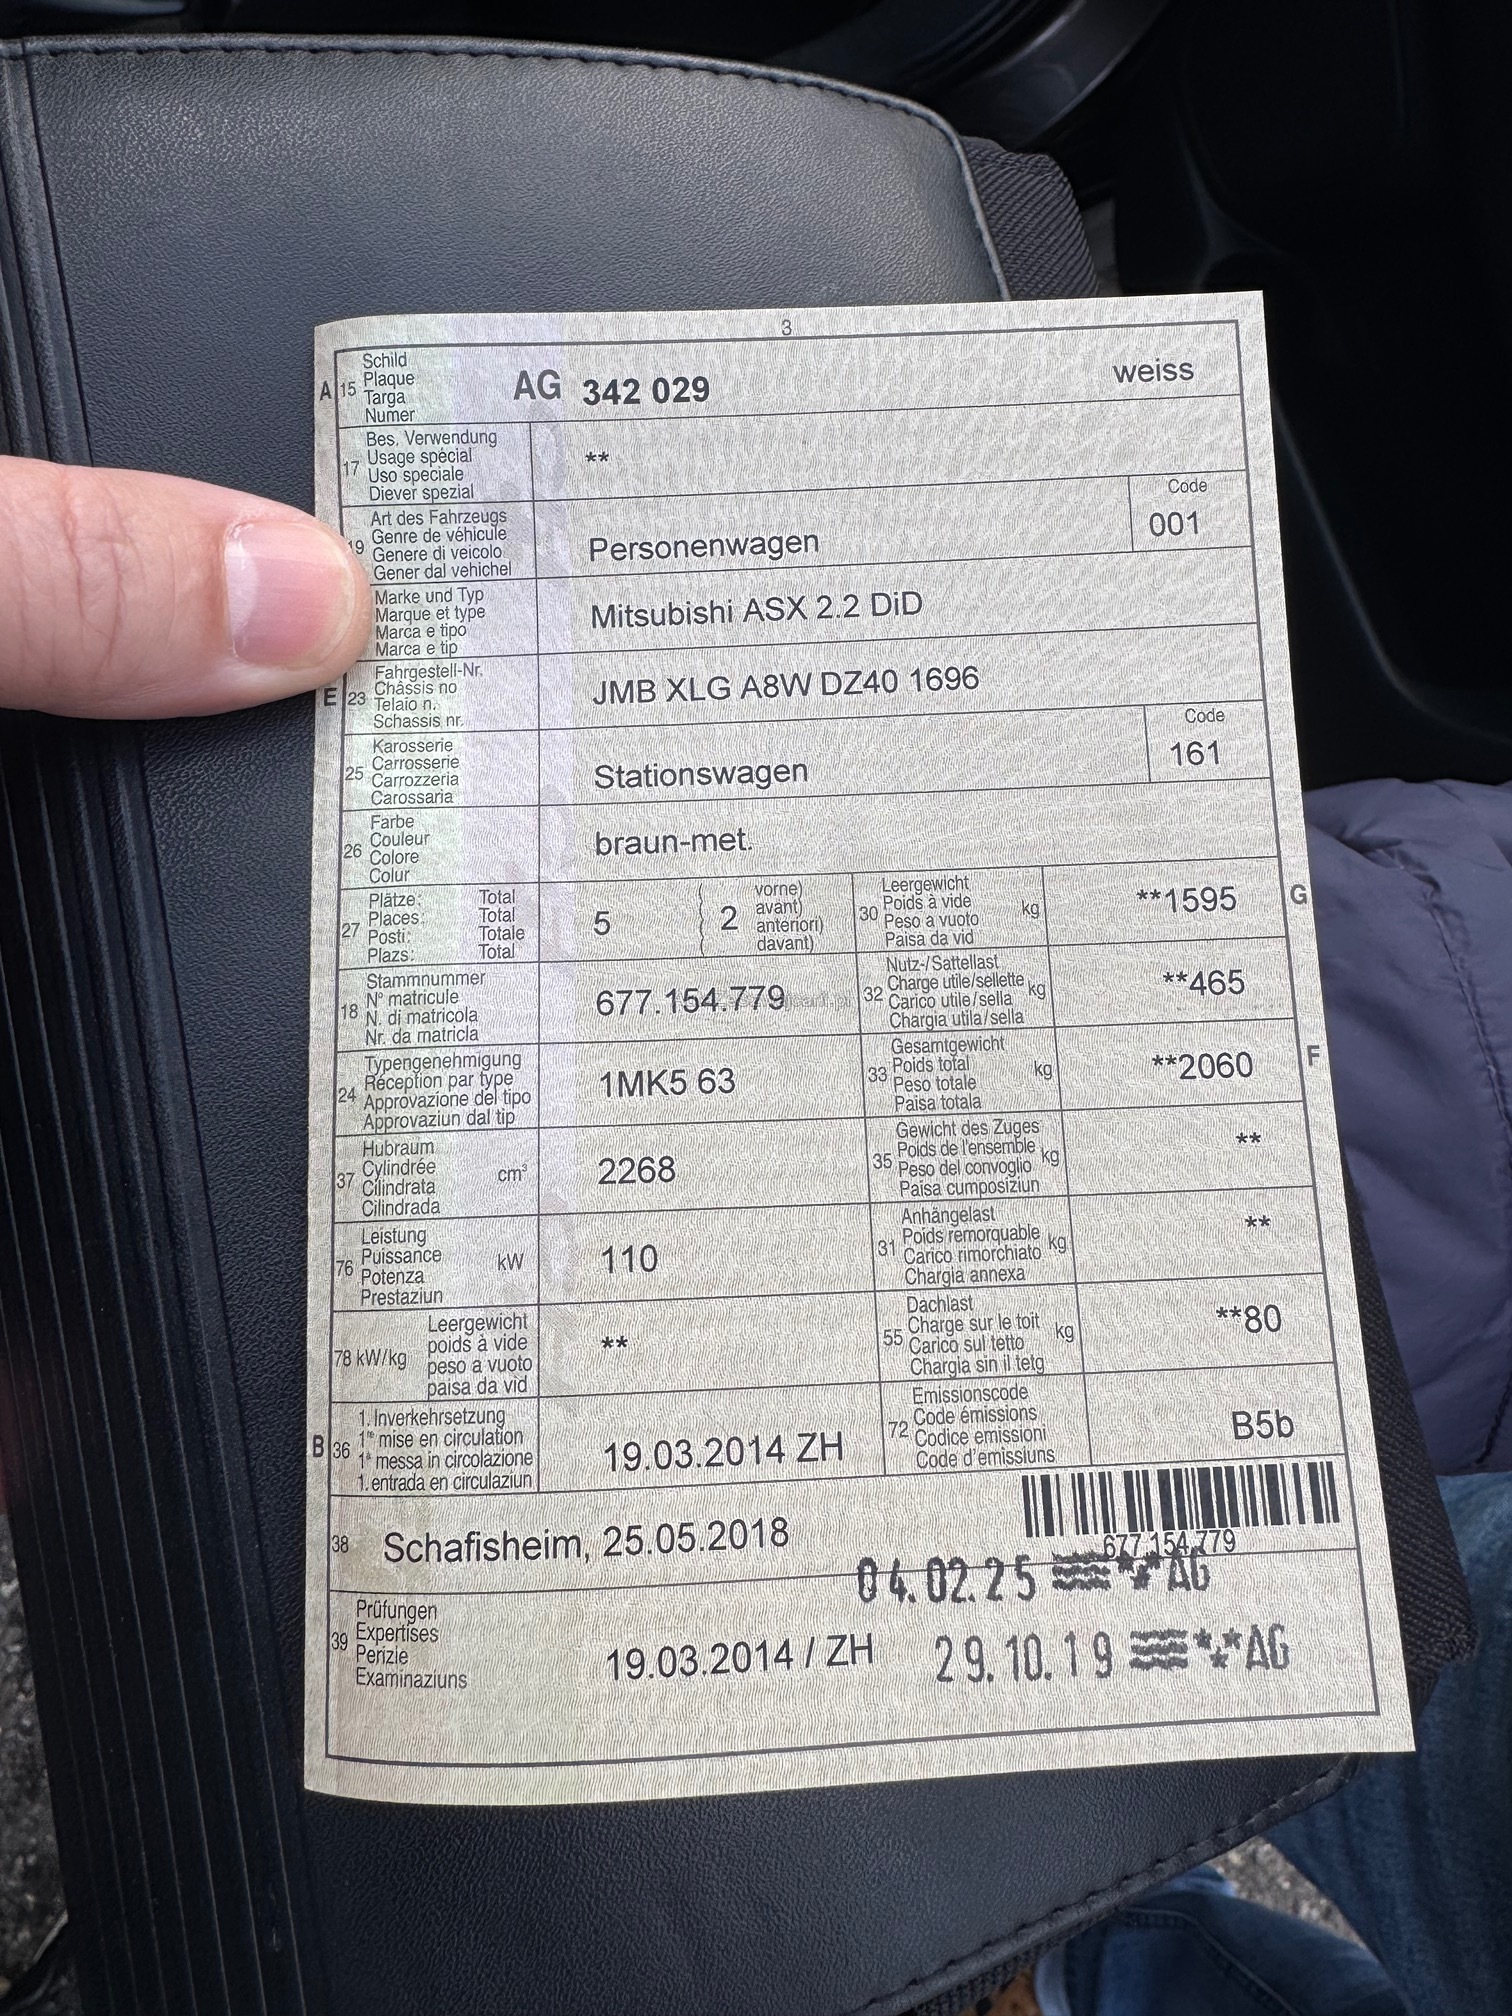 3
A 15 Schild
Plaque
Targa
Numer
AG 342 029
weiss
17 Bes. Verwendung
Usage spécial
Uso speciale
Diever spezial
**
19 Art des Fahrzeugs
Genre de véhicule
Genere di veicolo
Gener dal vehichel
Personenwagen
Code
001
Marke und Typ
Marque et type
Marca e tipo
Marca e tip
Mitsubishi ASX 2.2 DiD
E 23 Fahrgestell-Nr.
Châssis no
Telaio n.
Schassis nr.
JMB XLG A8W DZ40 1696
25 Karosserie
Carrosserie
Carrozzeria
Carossaria
Stationswagen
Code
161
26 Farbe
Couleur
Colore
Colur
braun-met.
27 Plätze: Total
Places: Total
Posti: Totale
Plazs: Total
5
2
vorne)
avant)
anteriori)
davant)
30 Leergewicht
Poids à vide
Peso a vuoto
Paisa da vid
kg
**1595
G
18 Stammnummer
N° matricule
N. di matricola
Nr. da matricla
677.154.779
32 Nutz-/Sattellast
Charge utile/sellette
Carico utile/sella
Chargia utila/sella
kg
**465
24 Typengenehmigung
Réception par type
Approvazione del tipo
Approvaziun dal tip
1MK5 63
33 Gesamtgewicht
Poids total
Peso totale
Paisa totala
kg
**2060
F
37 Hubraum
Cylindrée
Cilindrata
Cilindrada
cm³
2268
35 Gewicht des Zuges
Poids de l'ensemble
Peso del convoglio
Paisa cumposiziun
kg
**
76 Leistung
Puissance
Potenza
Prestaziun
kW
110
31 Anhängelast
Poids remorquable
Carico rimorchiato
Chargia annexa
kg
**
78 kW/kg
Leergewicht
poids à vide
peso a vuoto
paisa da vid
**
55 Dachlast
Charge sur le toit
Carico sul tetto
Chargia sin il tetg
kg
**80
B 36 1. Inverkehrsetzung
1re mise en circulation
1a messa in circolazione
1. entrada en circulaziun
19.03.2014 ZH
72 Emissionscode
Code émissions
Codice emissioni
Code d'emissiuns
B5b
38 Schafisheim, 25.05.2018
677.154.779
04.02.25 AG
39 Prüfungen
Expertises
Perizie
Examinaziuns
19.03.2014 / ZH
29.10.19 AG